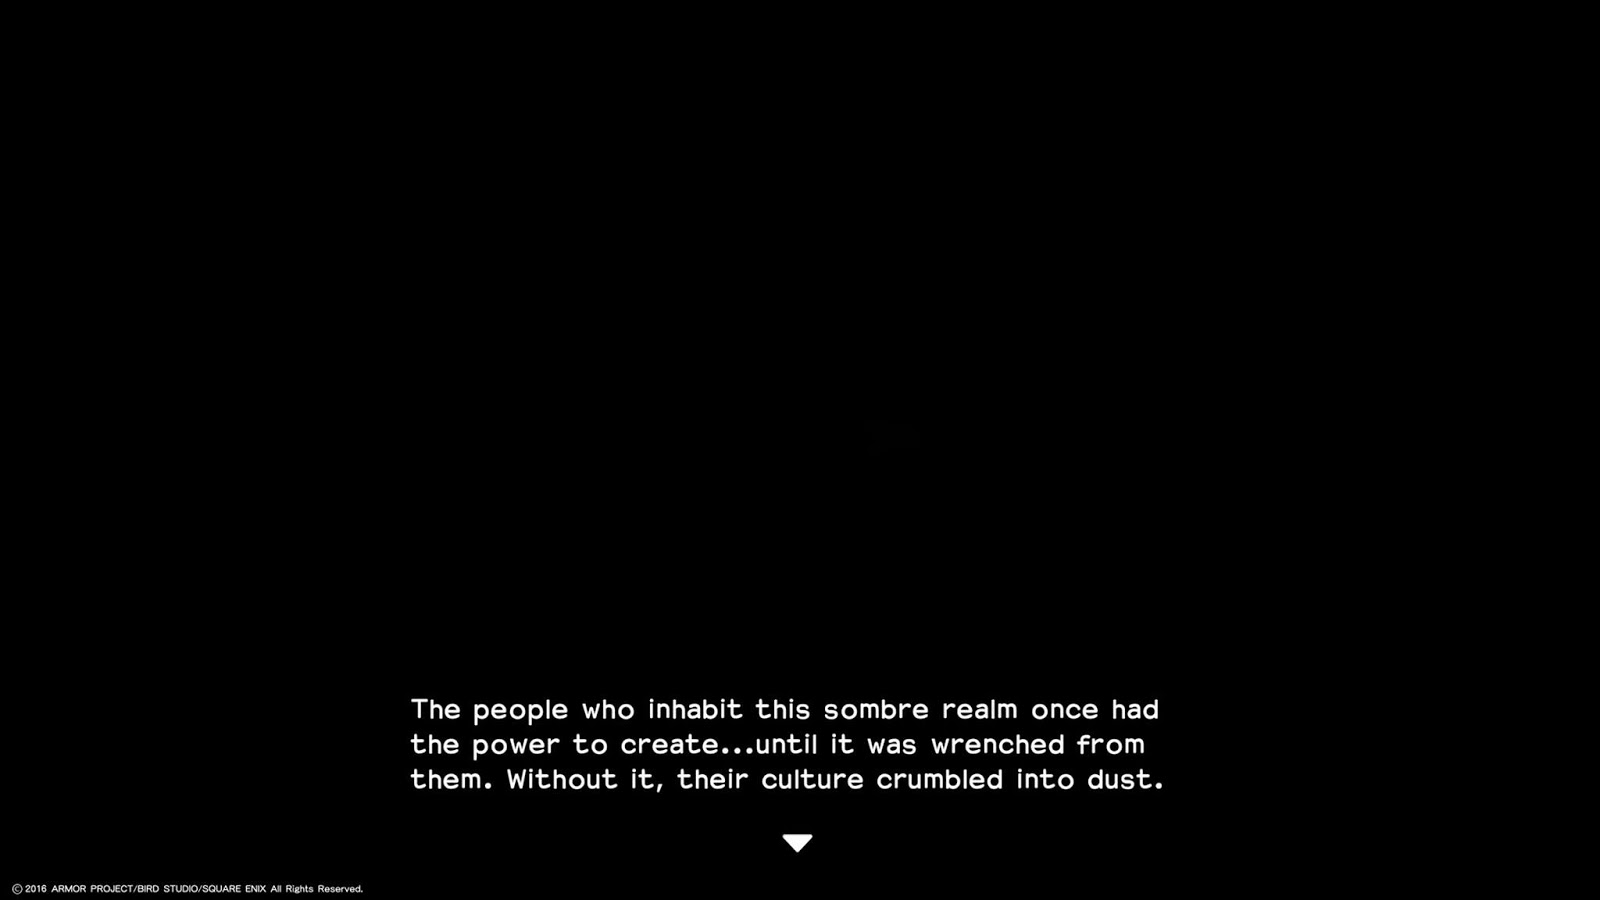 The people who inhabit this sombre realm once had
the power to create...until it was wrenched from
them. Without it, their culture crumbled into dust.
© 2016 ARMOR PROJECT/BIRD STUDIO/SQUARE ENIX All Rights Reserved.